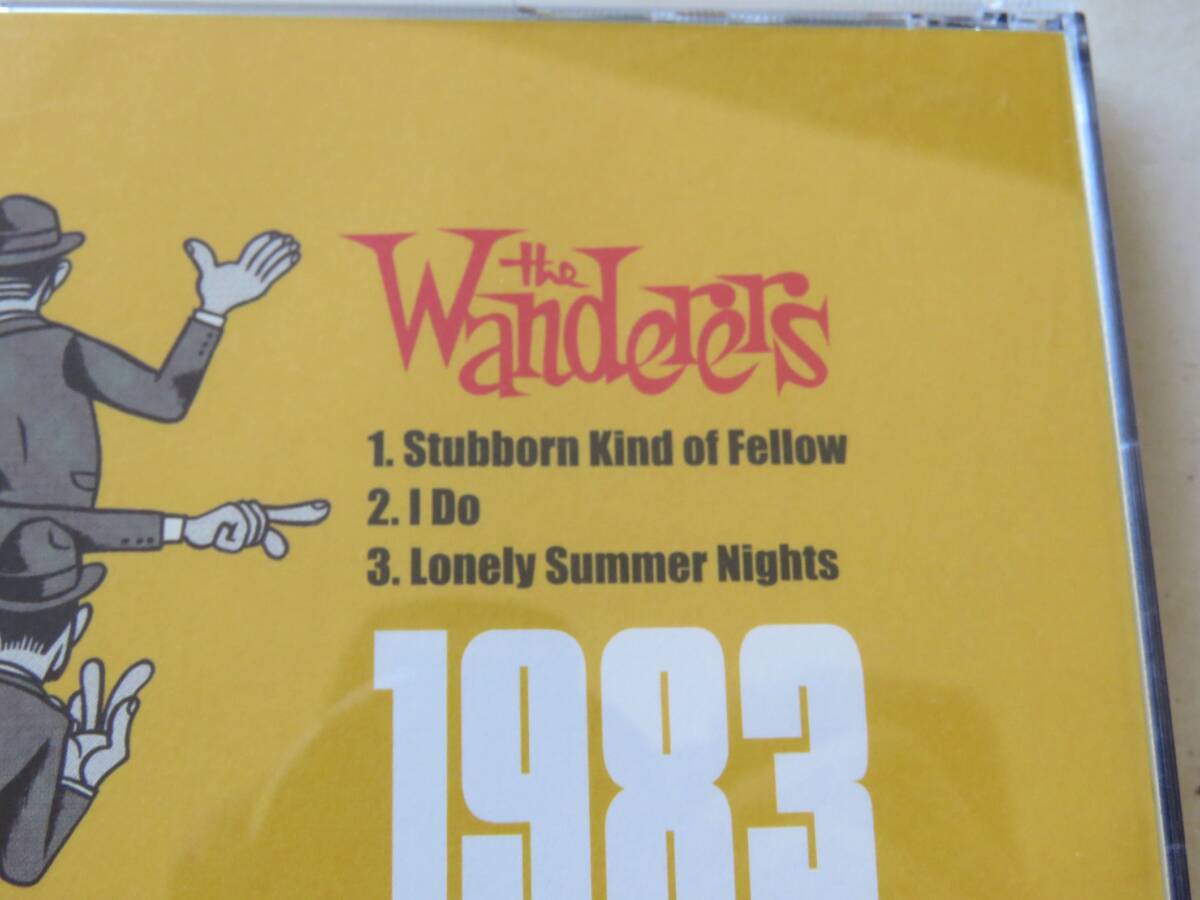 the
Wanderers
1. Stubborn Kind of Fellow
2. I Do
3. Lonely Summer Nights
1983